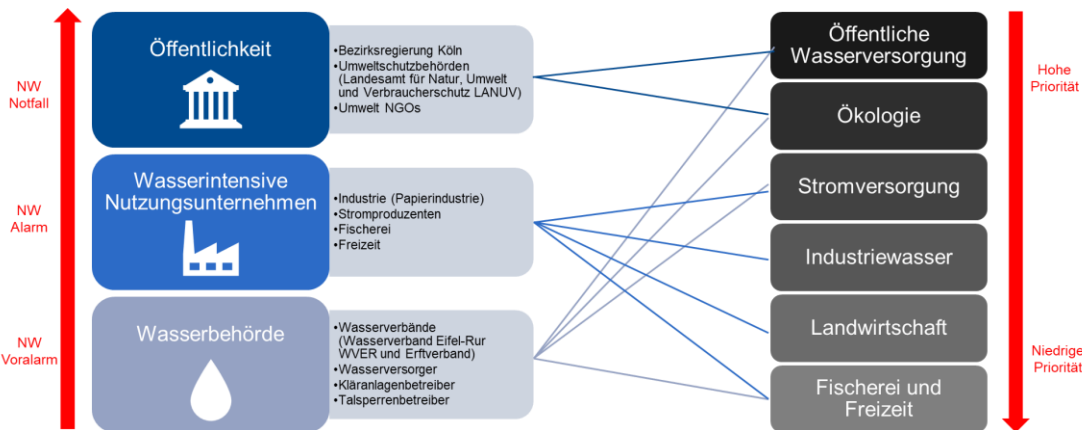 NW
Notfall
NW
Alarm
NW
Voralarm
Öffentlichkeit
•Bezirksregierung Köln
•Umweltschutzbehörden
(Landesamt für Natur, Umwelt
und Verbraucherschutz LANUV)
•Umwelt NGOs
Wasserintensive
Nutzungsunternehmen
•Industrie (Papierindustrie)
•Stromproduzenten
•Fischerei
•Freizeit
Wasserbehörde
•Wasserverbände
(Wasserverband Eifel-Rur
WVER und Erftverband)
•Wasserversorger
•Kläranlagenbetreiber
•Talsperrenbetreiber
Öffentliche
Wasserversorgung
Ökologie
Stromversorgung
Industriewasser
Landwirtschaft
Fischerei und
Freizeit
Hohe
Priorität
Niedrige
Priorität